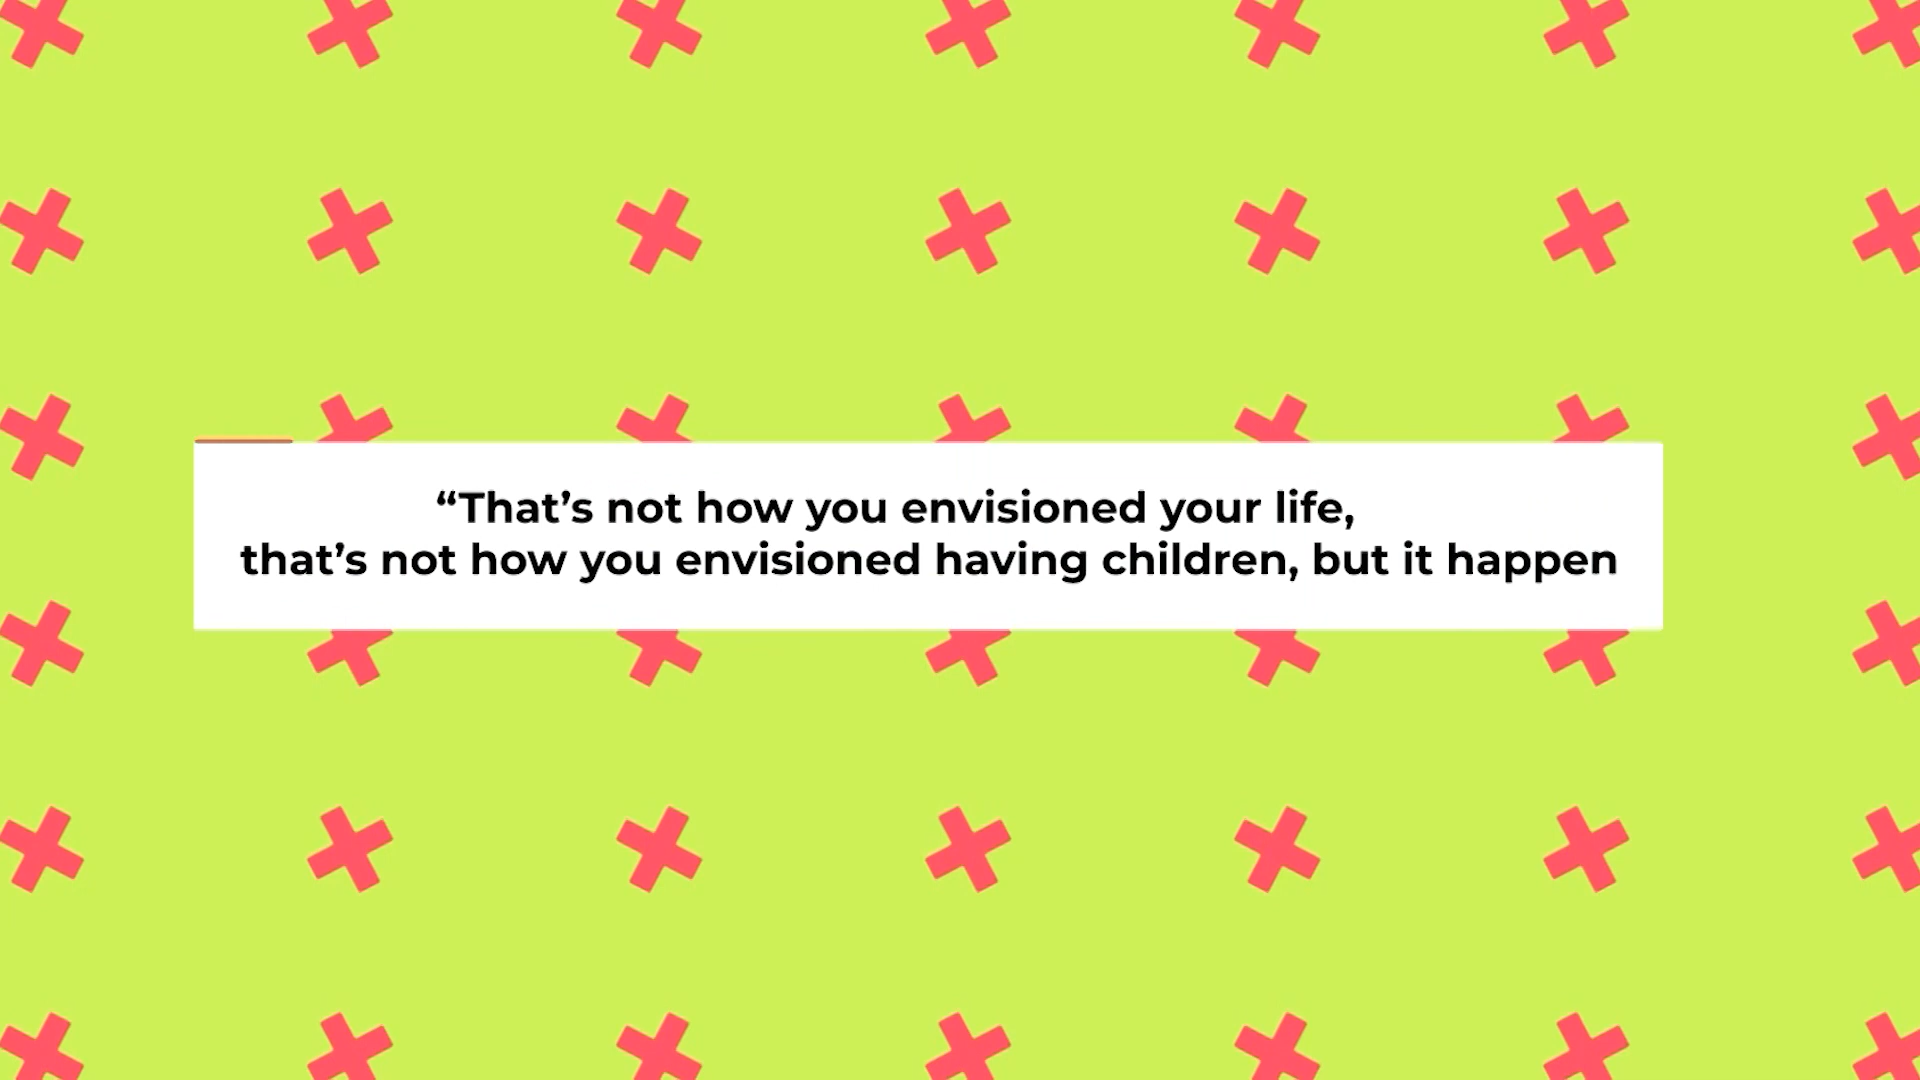 “That’s not how you envisioned your life,
that’s not how you envisioned having children, but it happen